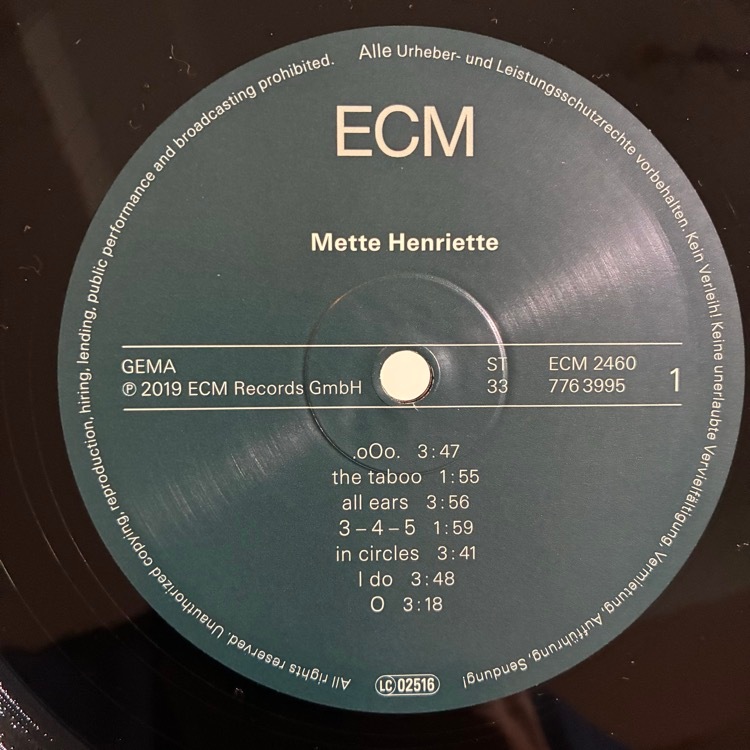 ECM
Mette Henriette
GEMA ST ECM 2460
℗ 2019 ECM Records GmbH 33 776 3995 1
.oOo. 3:47
the taboo 1:55
all ears 3:56
3 – 4 – 5 1:59
in circles 3:41
I do 3:48
O 3:18
LC 02516
Alle Urheber- und Leistungsschutzrechte vorbehalten. Kein Verleih! Keine unerlaubte Vervielfältigung, Vermietung, Aufführung, Sendung!
All rights reserved. Unauthorized copying, reproduction, hiring, lending, public performance and broadcasting prohibited.